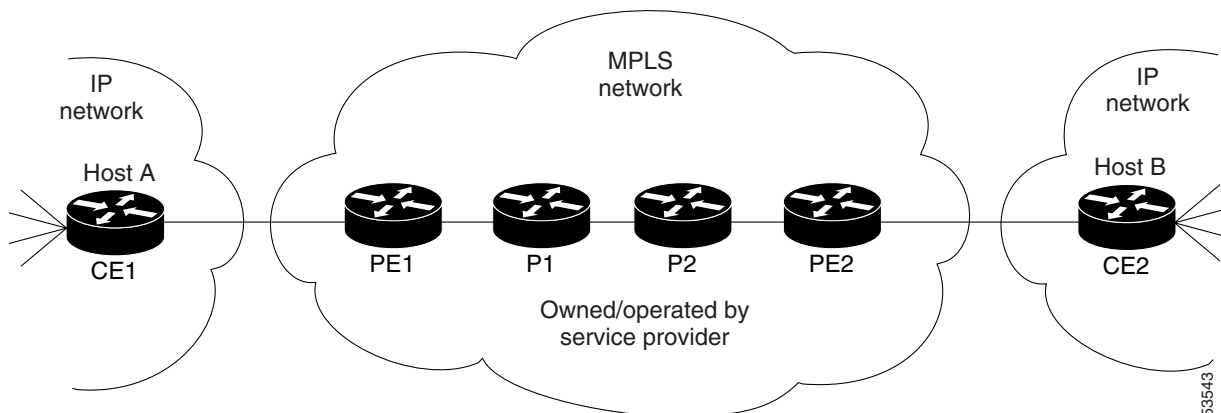 MPLS
network
IP
network
IP
network
Host A
Host B
CE1
PE1
P1
P2
PE2
CE2
Owned/operated by
service provider
53543